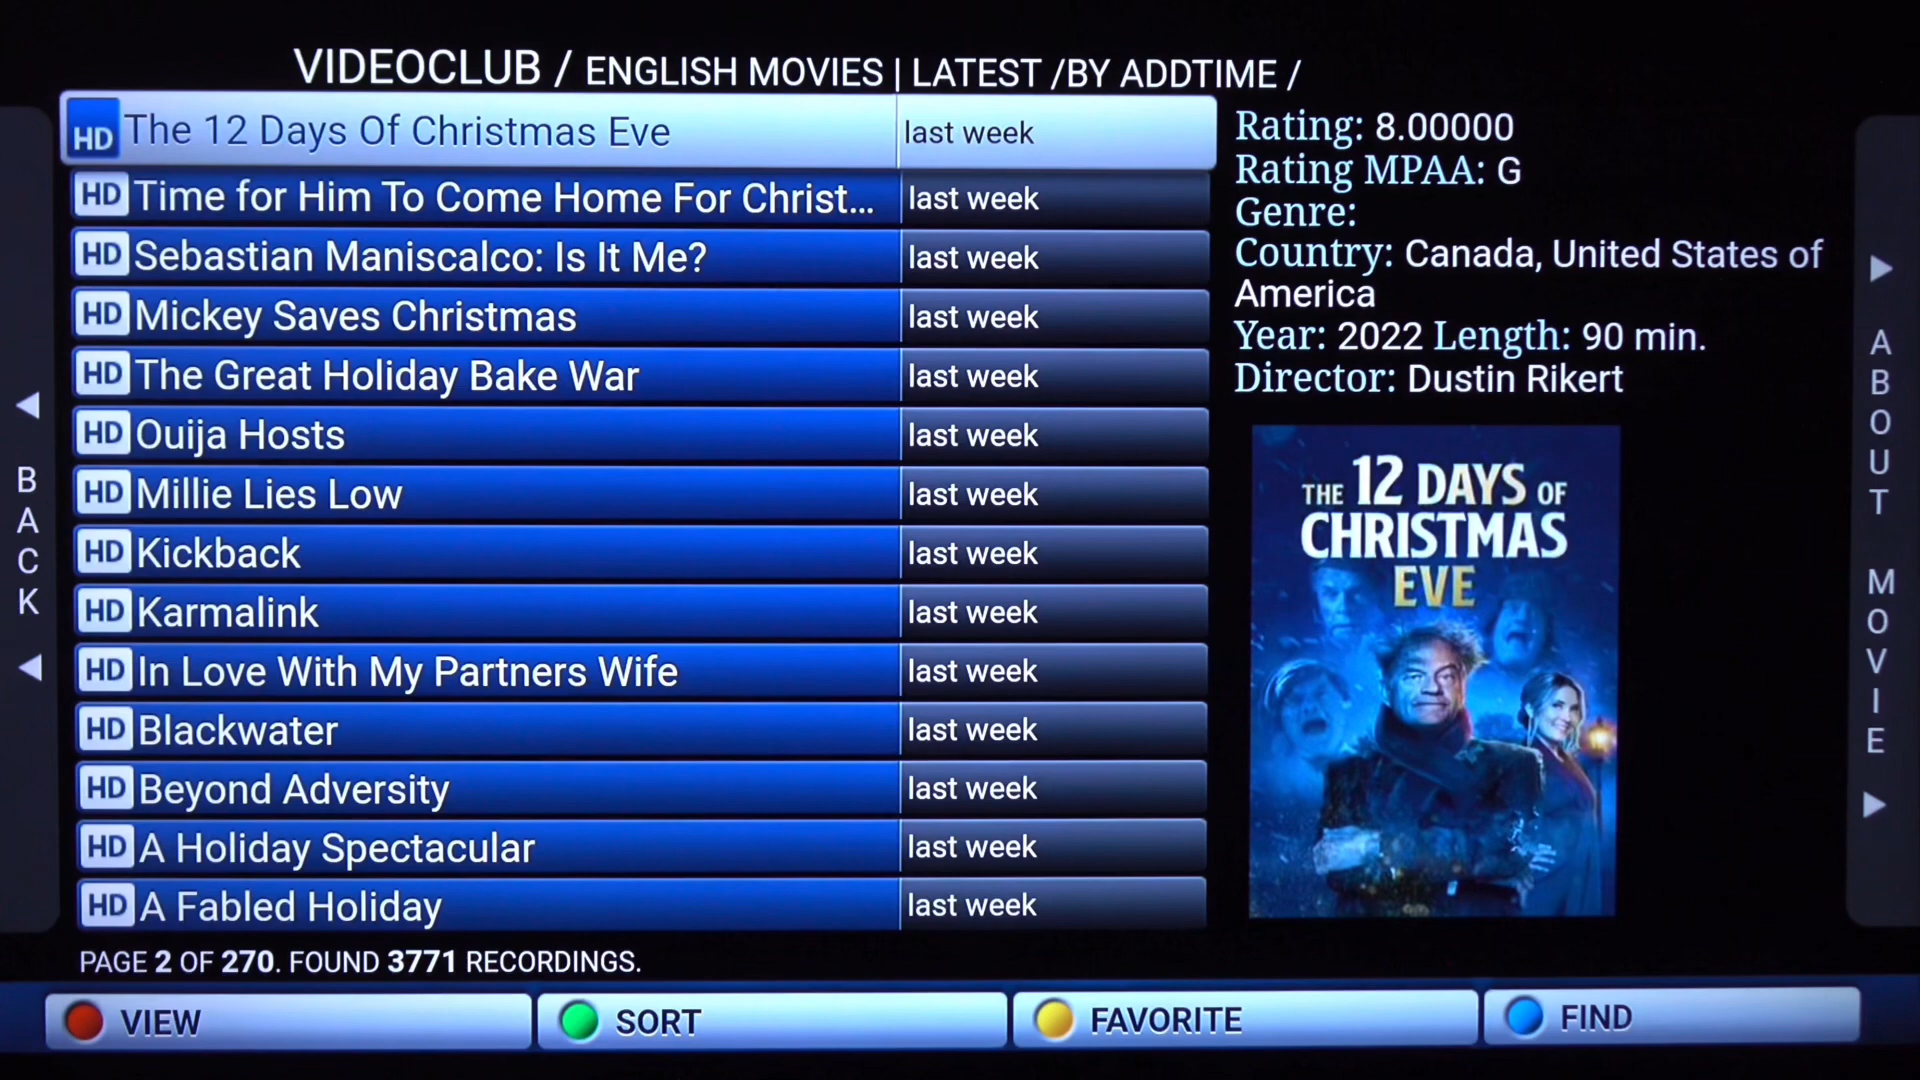 VIDEOCLUB / ENGLISH MOVIES | LATEST /BY ADDTIME /
HD The 12 Days Of Christmas Eve last week
HD Time for Him To Come Home For Christ... last week
HD Sebastian Maniscalco: Is It Me? last week
HD Mickey Saves Christmas last week
HD The Great Holiday Bake War last week
HD Ouija Hosts last week
HD Millie Lies Low last week
HD Kickback last week
HD Karmalink last week
HD In Love With My Partners Wife last week
HD Blackwater last week
HD Beyond Adversity last week
HD A Holiday Spectacular last week
HD A Fabled Holiday last week
PAGE 2 OF 270. FOUND 3771 RECORDINGS.
Rating: 8.00000
Rating MPAA: G
Genre:
Country: Canada, United States of
America
Year: 2022 Length: 90 min.
Director: Dustin Rikert
THE 12 DAYS OF
CHRISTMAS
EVE
BACK
ABOUT MOVIE
VIEW SORT FAVORITE FIND